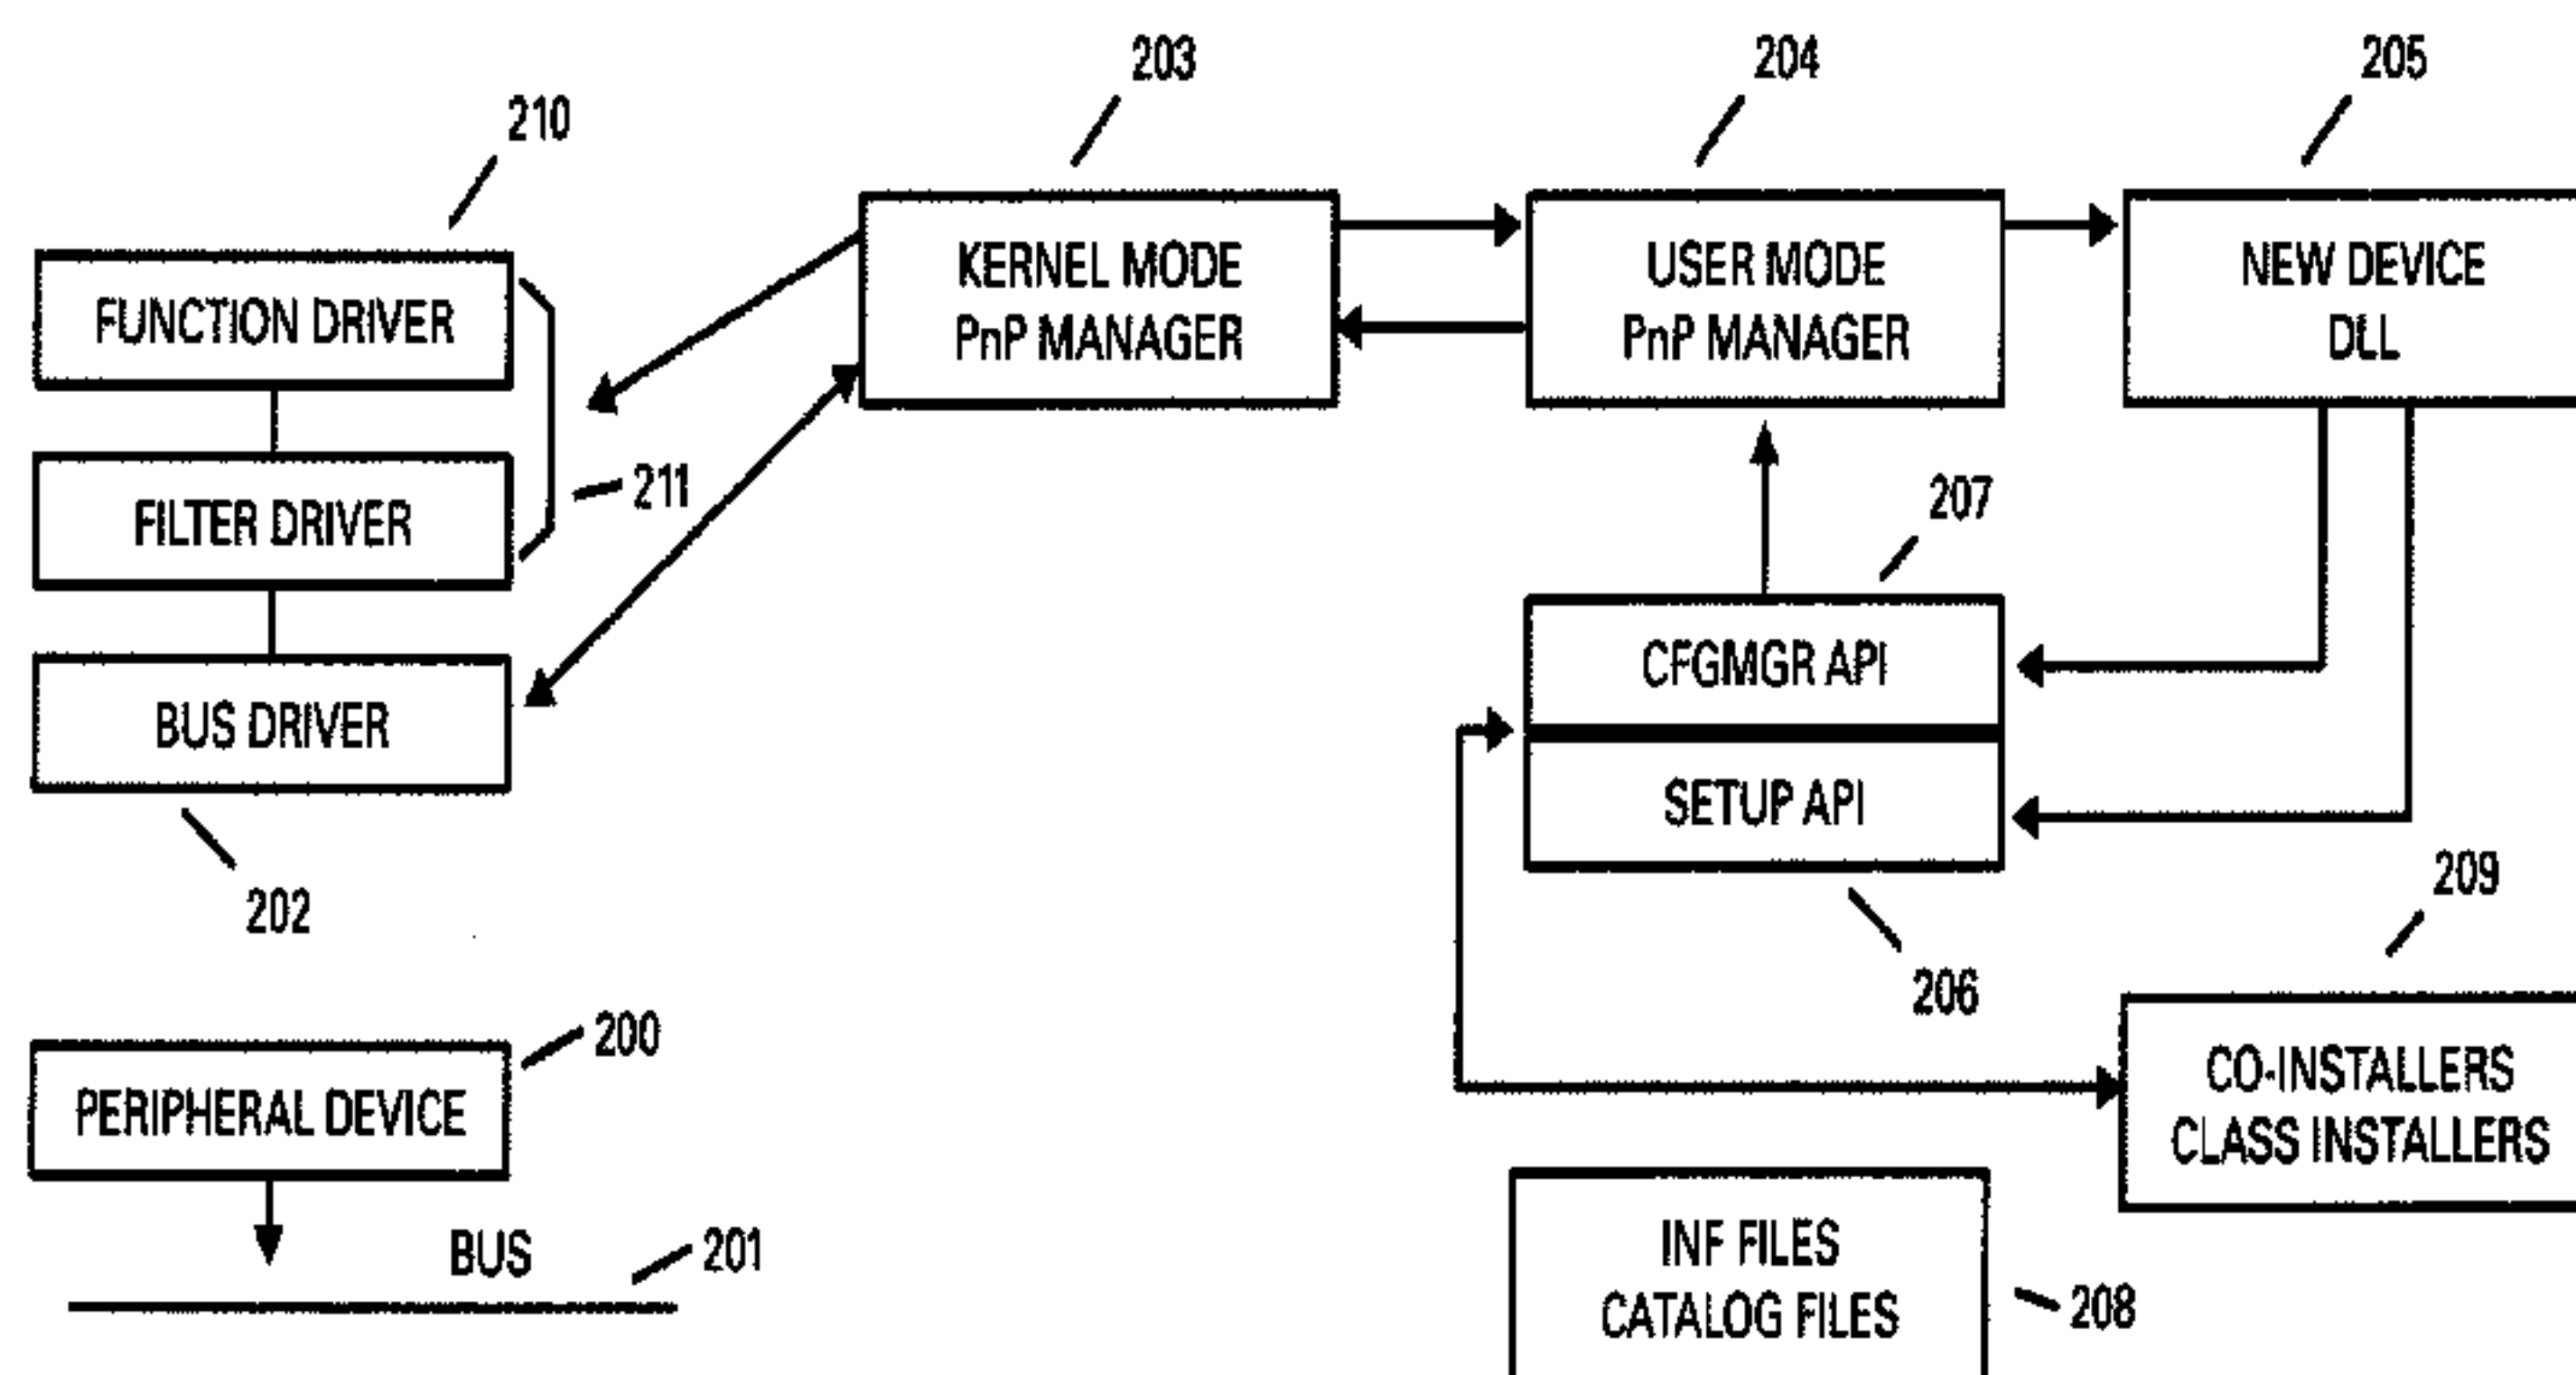 203
204
205
210
FUNCTION DRIVER
KERNEL MODE
PnP MANAGER
USER MODE
PnP MANAGER
NEW DEVICE
DLL
FILTER DRIVER
211
207
BUS DRIVER
CFGMGR API
SETUP API
202
206
209
PERIPHERAL DEVICE
200
CO-INSTALLERS
CLASS INSTALLERS
BUS
201
INF FILES
CATALOG FILES
208